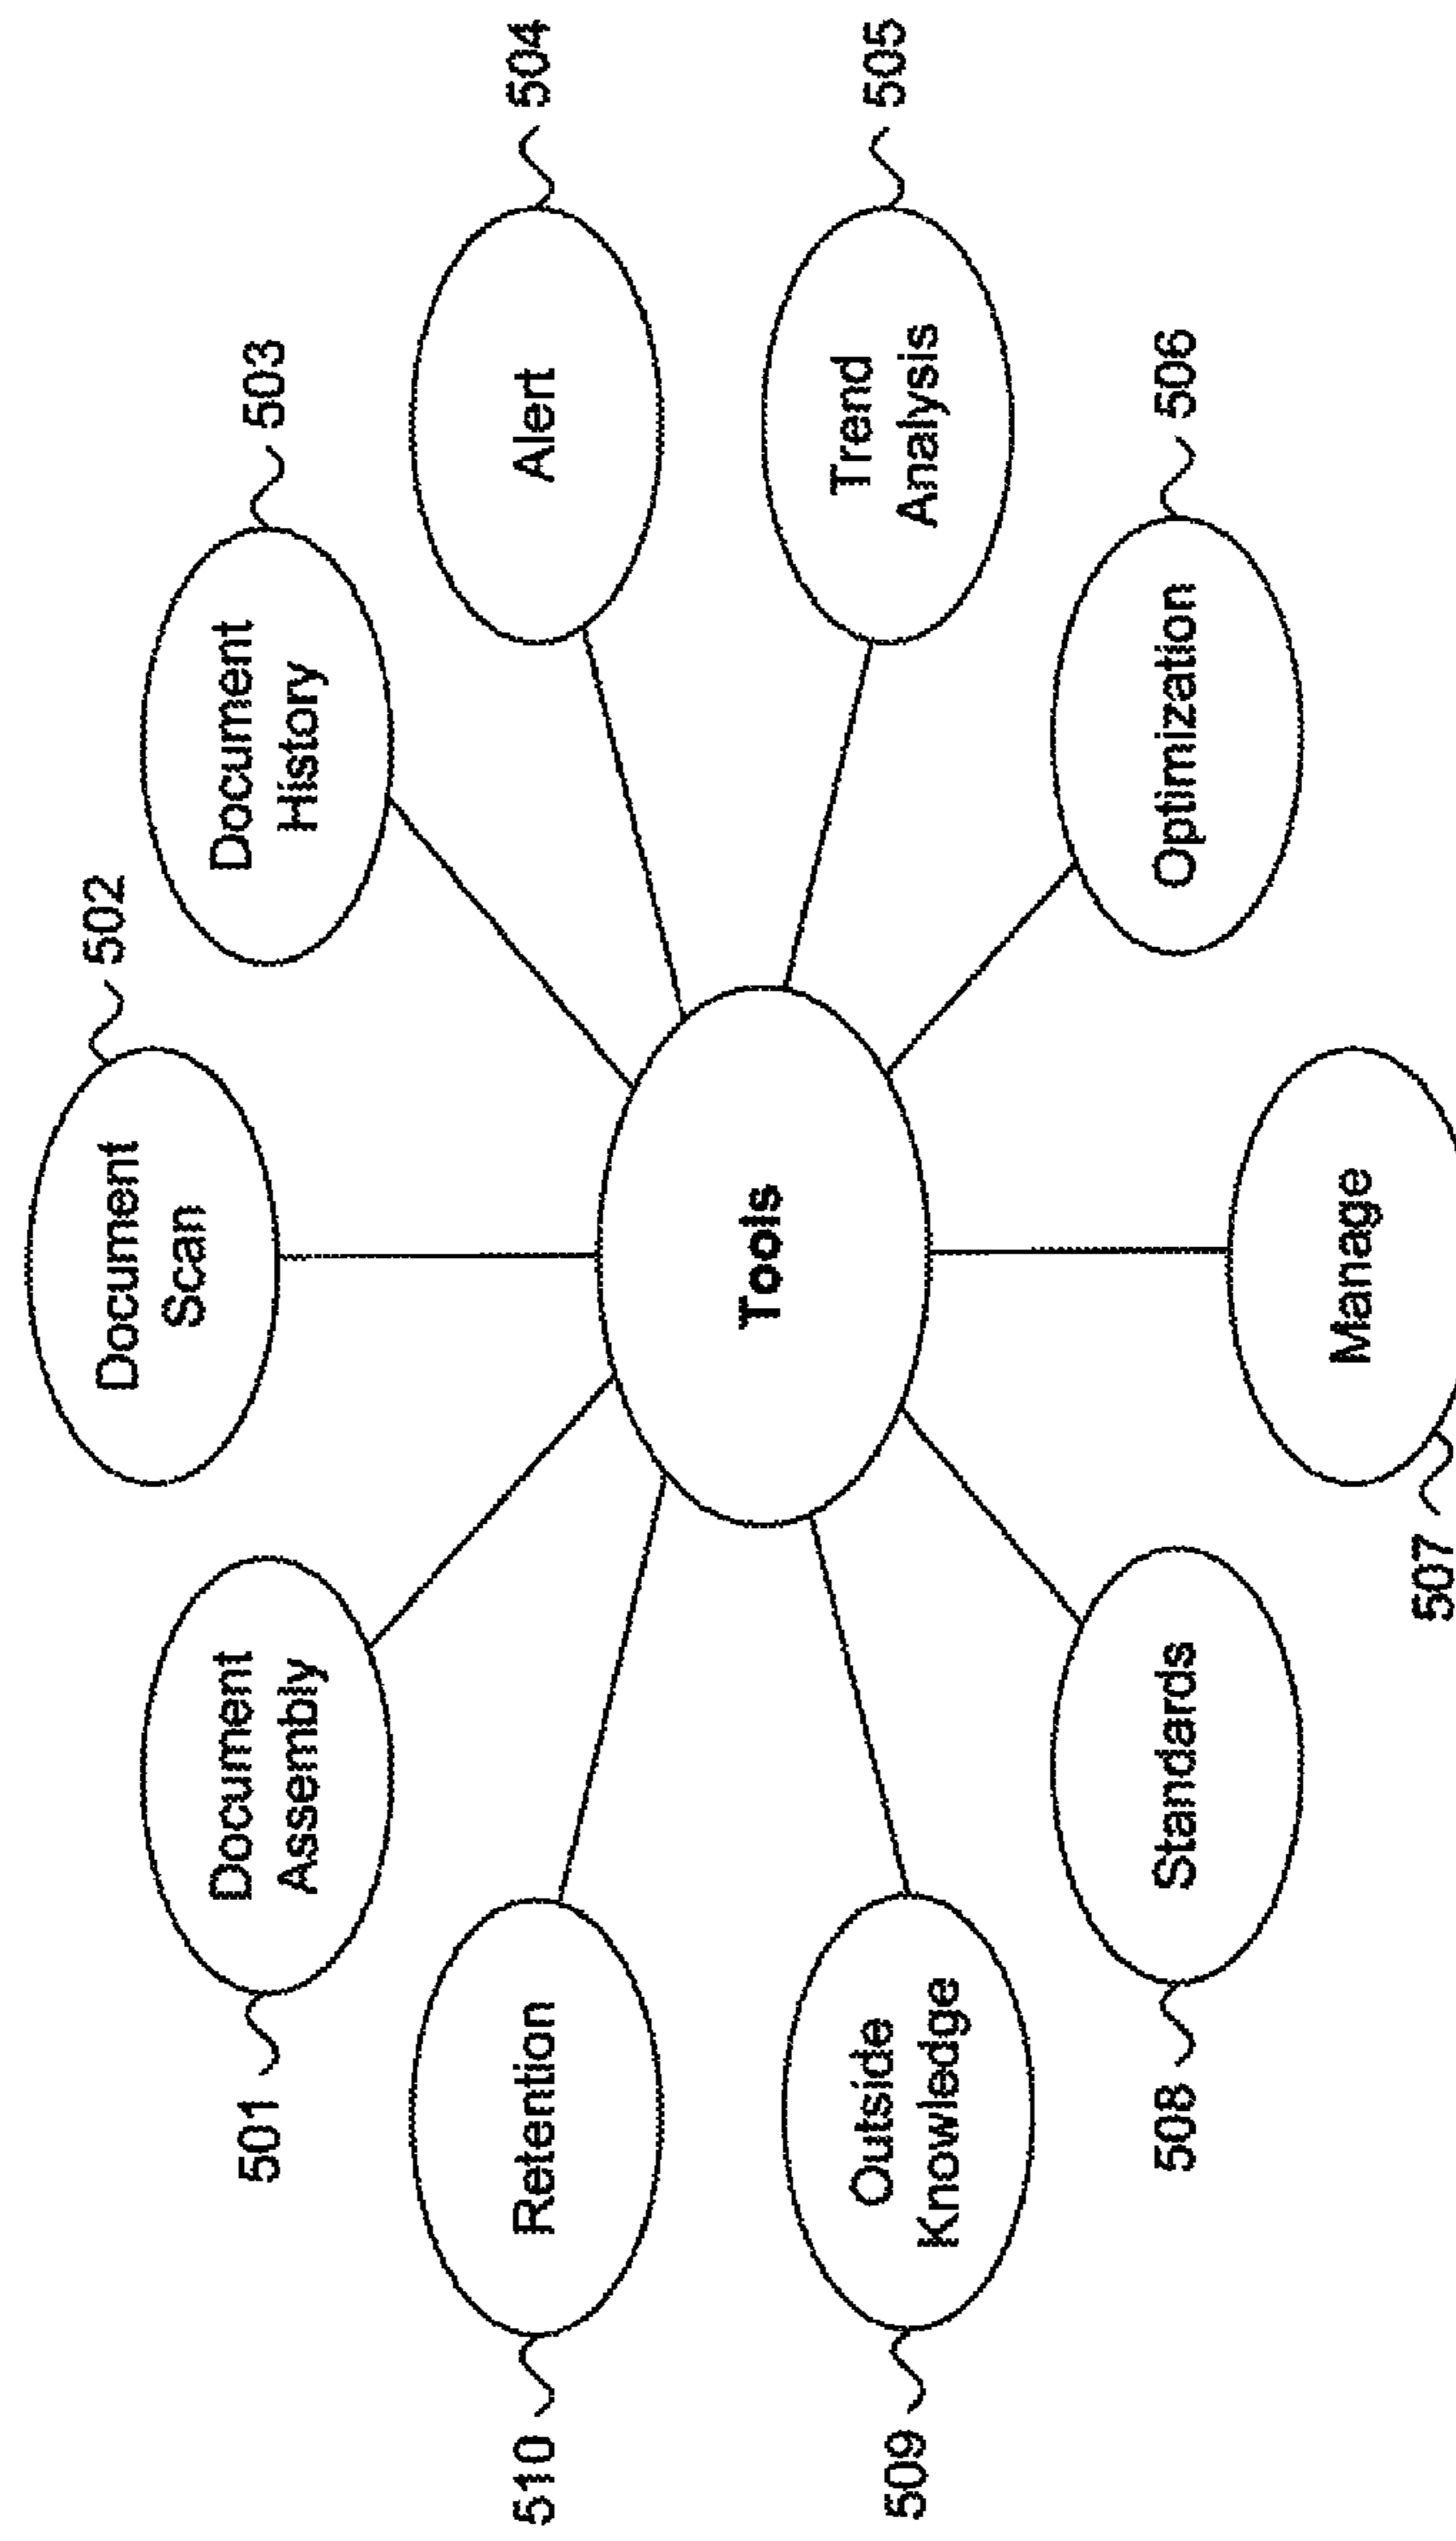 502
Document
Scan
501
Document
Assembly
Document
History
503
510
Retention
Alert
504
Tools
509
Outside
Knowledge
Trend
Analysis
505
508
Standards
Optimization
506
507
Manage